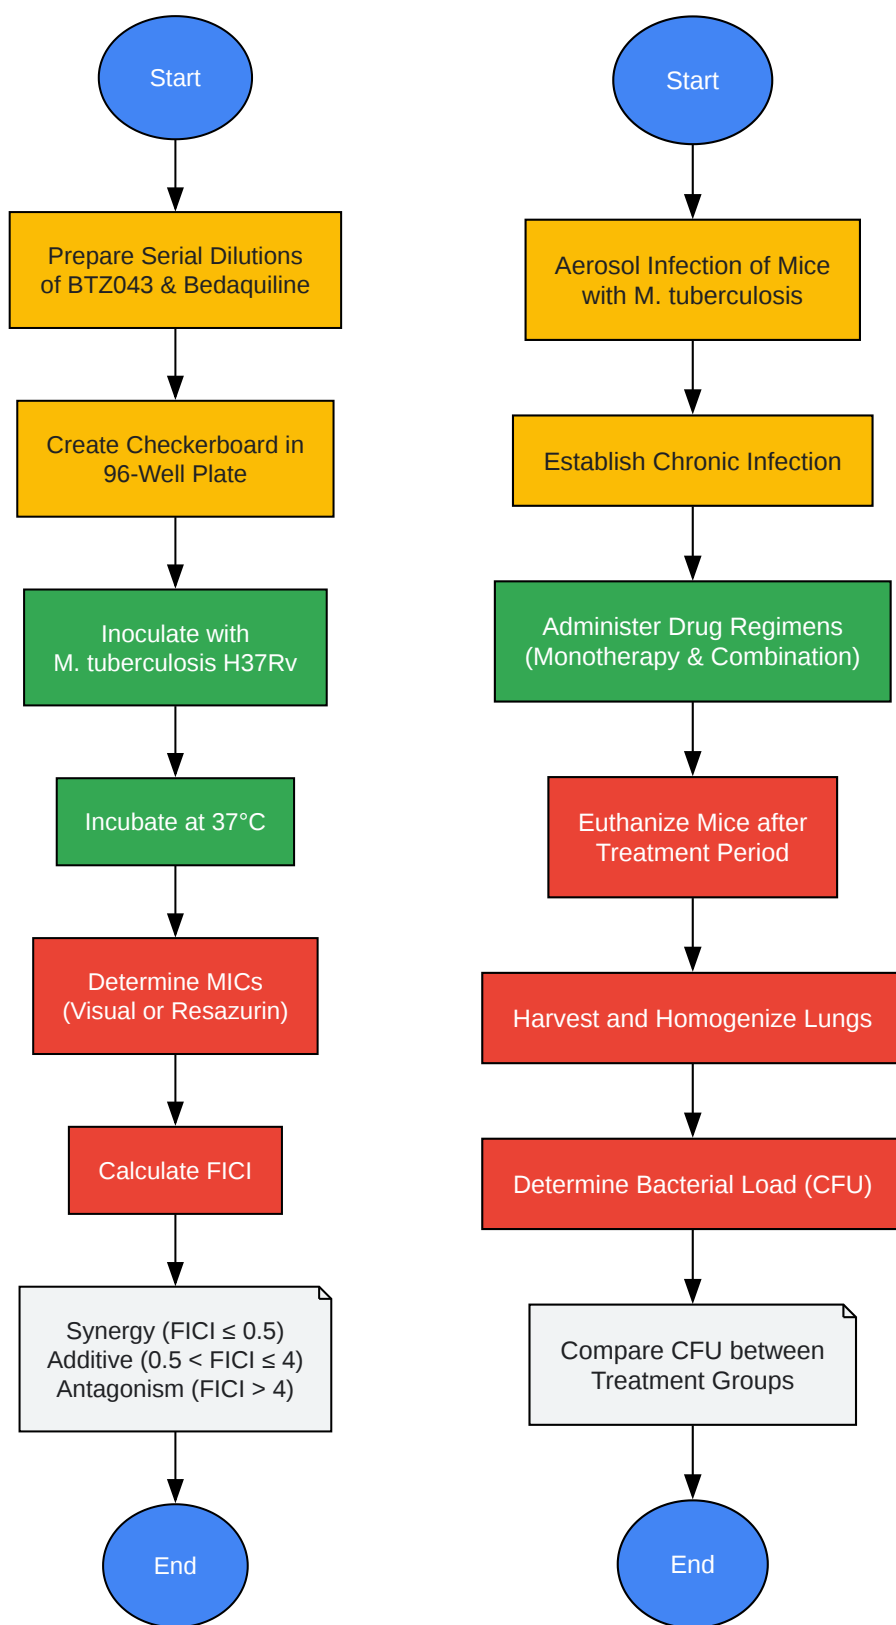 Start
Prepare Serial Dilutions
of BTZ043 & Bedaquiline
Create Checkerboard in
96-Well Plate
Inoculate with
M. tuberculosis H37Rv
Incubate at 37°C
Determine MICs
(Visual or Resazurin)
Calculate FICI
Synergy (FICI ≤ 0.5)
Additive (0.5 < FICI ≤ 4)
Antagonism (FICI > 4)
End
Start
Aerosol Infection of Mice
with M. tuberculosis
Establish Chronic Infection
Administer Drug Regimens
(Monotherapy & Combination)
Euthanize Mice after
Treatment Period
Harvest and Homogenize Lungs
Determine Bacterial Load (CFU)
Compare CFU between
Treatment Groups
End